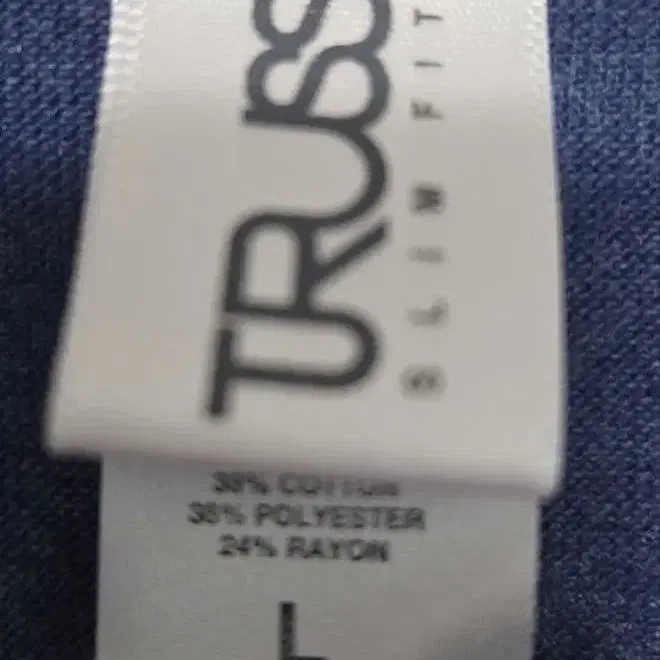 TRUSS
SLIM FIT
38% COTTON
38% POLYESTER
24% RAYON
L